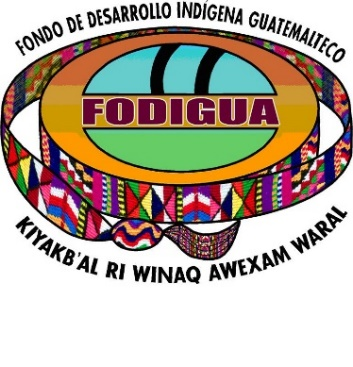 FONDO DE DESARROLLO INDÍGENA GUATEMALTECO
FODIGUA
KIYAKB'AL RI WINAQ AWEXAM WARAL